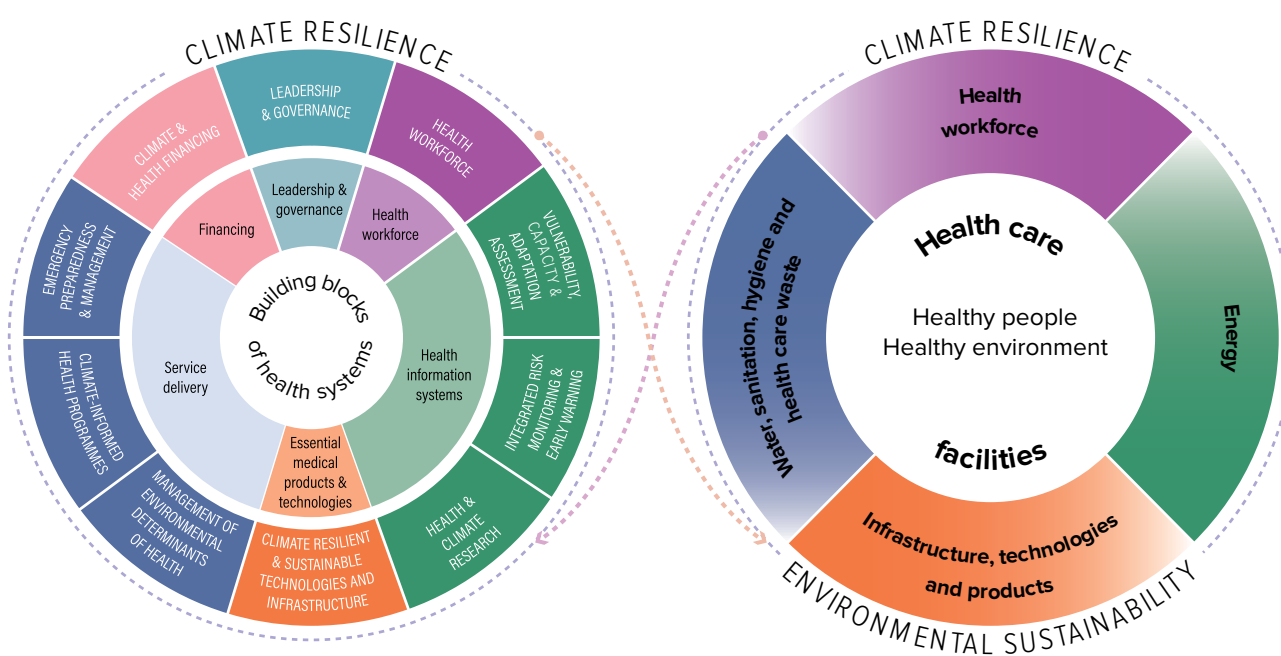 CLIMATE RESILIENCE
LEADERSHIP
& GOVERNANCE
HEALTH
WORKFORCE
VULNERABILITY,
CAPACITY &
ADAPTATION
ASSESSMENT
INTEGRATED RISK
MONITORING &
EARLY WARNING
HEALTH &
CLIMATE
RESEARCH
CLIMATE RESILIENT
& SUSTAINABLE
TECHNOLOGIES AND
INFRASTRUCTURE
MANAGEMENT OF
ENVIRONMENTAL
DETERMINANTS
OF HEALTH
CLIMATE-INFORMED
HEALTH PROGRAMMES
EMERGENCY
PREPAREDNESS
& MANAGEMENT
CLIMATE &
HEALTH FINANCING
Leadership &
governance
Health
workforce
Health
information
systems
Essential
medical
products &
technologies
Service
delivery
Financing
Building blocks
of health systems
CLIMATE RESILIENCE
Health
workforce
Energy
Infrastructure, technologies
and products
Water, sanitation, hygiene and
health care waste
Health care
Healthy people
Healthy environment
facilities
ENVIRONMENTAL SUSTAINABILITY